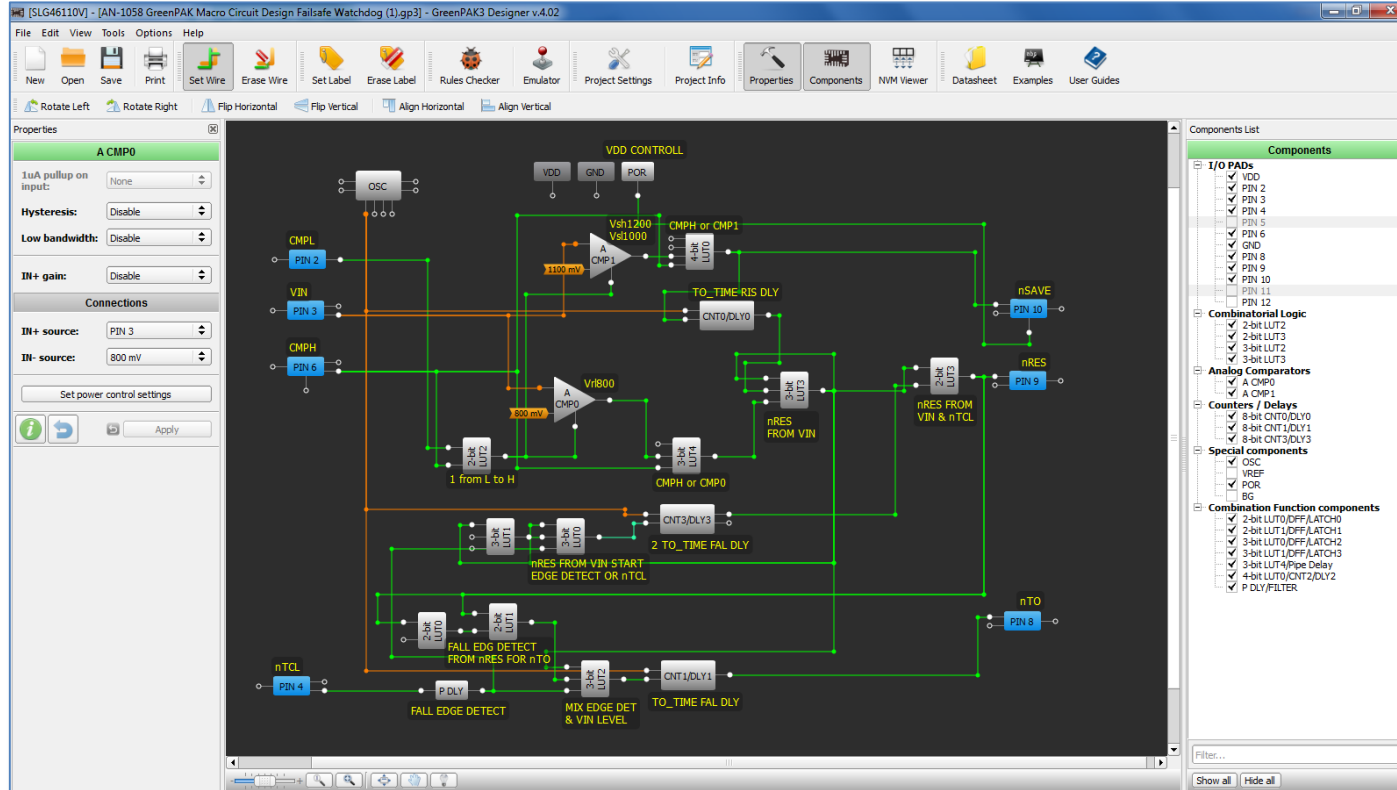 [SLG46110V] - [AN-1058 GreenPAK Macro Circuit Design Failsafe Watchdog (1).gp3] - GreenPAK3 Designer v.4.02
File Edit View Tools Options Help
New Open Save Print Set Wire Erase Wire Set Label Erase Label Rules Checker Emulator Project Settings Project Info Properties Components NVM Viewer Datasheet Examples User Guides
Rotate Left Rotate Right Flip Horizontal Flip Vertical Align Horizontal Align Vertical
Properties
A CMP0
1uA pullup on
input:
None
Hysteresis: Disable
Low bandwidth: Disable
IN+ gain: Disable
Connections
IN+ source: PIN 3
IN- source: 800 mV
Set power control settings
Apply
VDD CONTROLL
VDD GND POR
OSC
Vsh1200
Vsl1000
CMPH or CMP1
A
CMP1
1100 mV
4-bit
LUT0
CMPL
PIN 2
VIN
PIN 3
TO_TIME RIS DLY
CNT0/DLY0
nSAVE
PIN 10
CMPH
PIN 6
Vrl800
A
CMP0
800 mV
3-bit
LUT3
nRES
FROM VIN
2-bit
LUT3
nRES FROM
VIN & nTCL
nRES
PIN 9
2-bit
LUT2
1 from L to H
3-bit
LUT4
CMPH or CMP0
3-bit
LUT1
3-bit
LUT0
CNT3/DLY3
2 TO_TIME FAL DLY
nRES FROM VIN START
EDGE DETECT OR nTCL
2-bit
LUT0
2-bit
LUT1
FALL EDG DETECT
FROM nRES FOR nTO
nTO
PIN 8
nTCL
PIN 4
P DLY
FALL EDGE DETECT
3-bit
LUT2
MIX EDGE DET
& VIN LEVEL
CNT1/DLY1
TO_TIME FAL DLY
Components List
Components
I/O PADs
VDD
PIN 2
PIN 3
PIN 4
PIN 5
PIN 6
GND
PIN 8
PIN 9
PIN 10
PIN 11
PIN 12
Combinatorial Logic
2-bit LUT2
2-bit LUT3
3-bit LUT2
3-bit LUT3
Analog Comparators
A CMP0
A CMP1
Counters / Delays
8-bit CNT0/DLY0
8-bit CNT1/DLY1
8-bit CNT3/DLY3
Special components
OSC
VREF
POR
BG
Combination Function components
2-bit LUT0/DFF/LATCH0
2-bit LUT1/DFF/LATCH1
3-bit LUT0/DFF/LATCH2
3-bit LUT1/DFF/LATCH3
3-bit LUT4/Pipe Delay
4-bit LUT0/CNT2/DLY2
P DLY/FILTER
Filter...
Show all Hide all